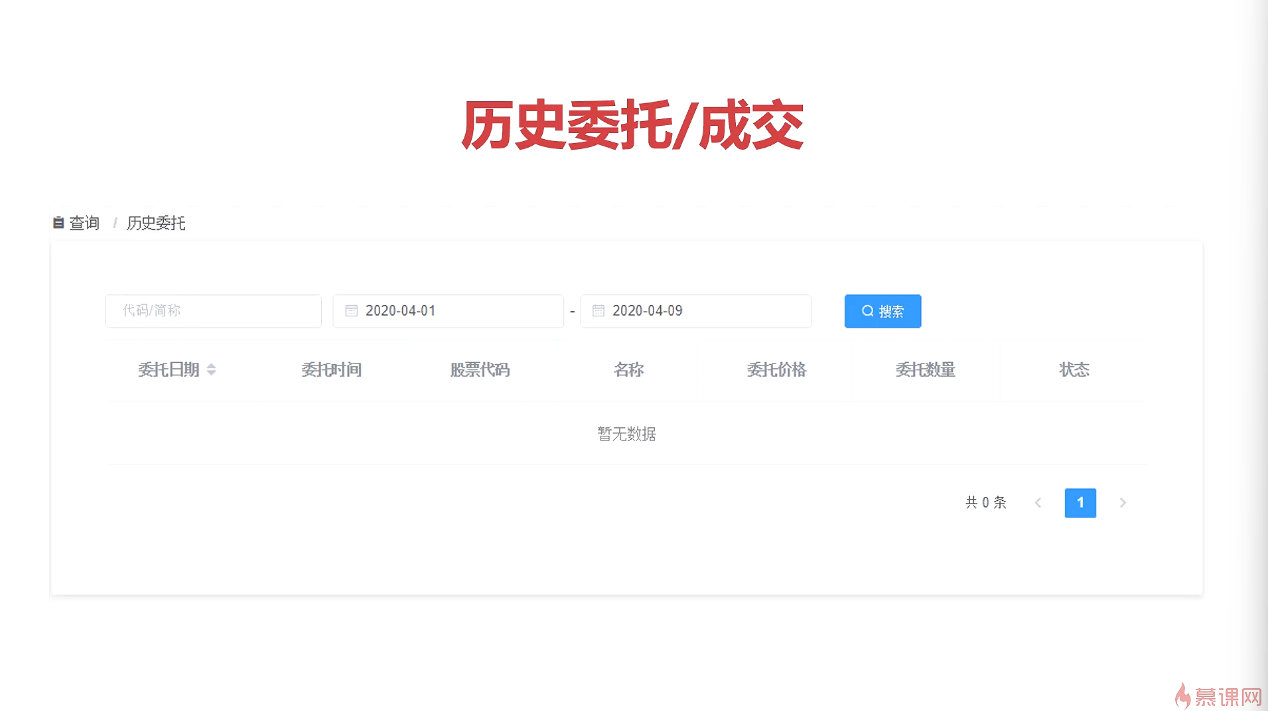 历史委托/成交
查询 / 历史委托
代码/简称 2020-04-01 - 2020-04-09 搜索
委托日期 委托时间 股票代码 名称 委托价格 委托数量 状态
暂无数据
共 0 条 1
慕课网